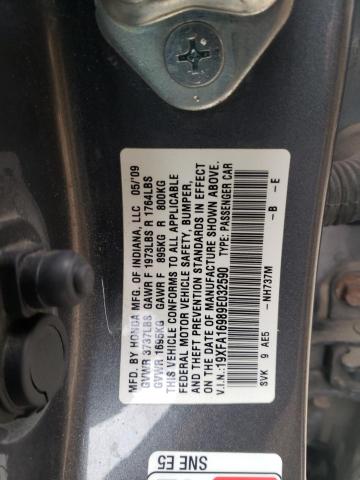 MFG. BY HONDA MFG. OF INDIANA, LLC 05/'09
GVWR 3737LBS GAWR F 1973LBS R 1764LBS
GVWR 1695KG GAWR F 895KG R 800KG
THIS VEHICLE CONFORMS TO ALL APPLICABLE
FEDERAL MOTOR VEHICLE SAFETY, BUMPER,
AND THEFT PREVENTION STANDARDS IN EFFECT
ON THE DATE OF MANUFACTURE SHOWN ABOVE.
V.I.N.:19XFA16989E032590 TYPE: PASSENGER CAR
-NH737M -B -E
SVK 9 AE5
SNE E5